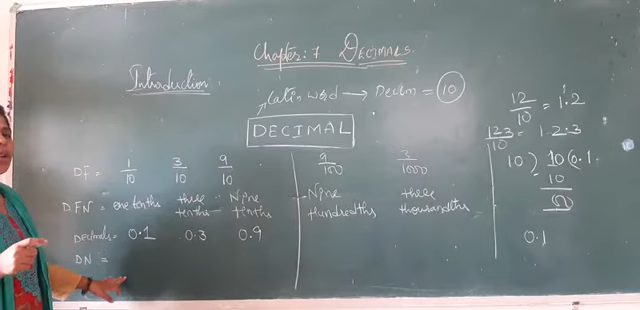 Chapter: 7 DECIMALS
Introduction
Latin word → Decem = 10
DECIMAL
DF = 1/10 3/10 9/10 9/100 3/1000
DFN = one tenths three tenths Nine tenths Nine Hundredths three thousandths
Decimals = 0.1 0.3 0.9
DN =
12/10 = 1.2
123/10 = 1.2.3
10) 10 (0.1
10
0
0.1